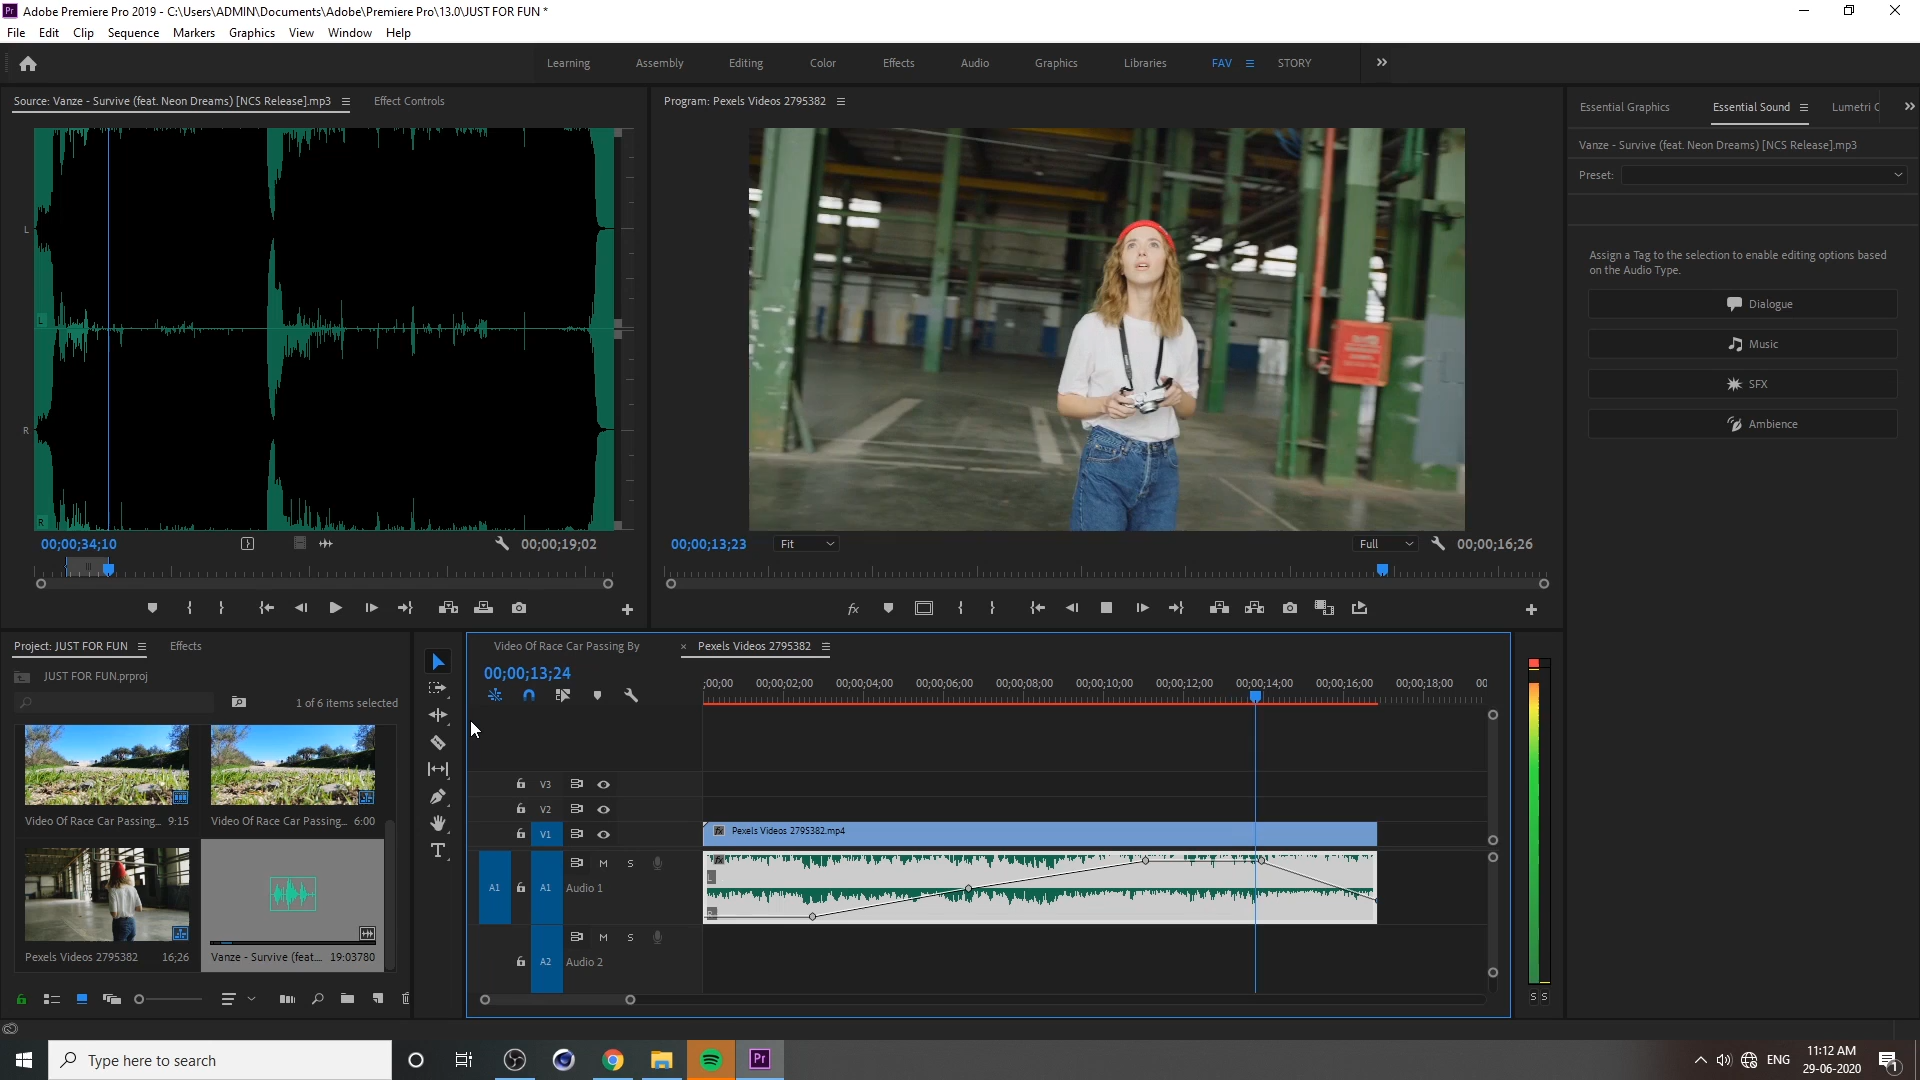 Adobe Premiere Pro 2019 - C:\Users\ADMIN\Documents\Adobe\Premiere Pro\13.0\JUST FOR FUN *
File Edit Clip Sequence Markers Graphics View Window Help
Learning Assembly Editing Color Effects Audio Graphics Libraries FAV STORY
Source: Vanze - Survive (feat. Neon Dreams) [NCS Release].mp3 Effect Controls
Program: Pexels Videos 2795382
Essential Graphics Essential Sound Lumetri C
Vanze - Survive (feat. Neon Dreams) [NCS Release].mp3
Preset:
Assign a Tag to the selection to enable editing options based
on the Audio Type.
Dialogue
Music
SFX
Ambience
L
L
R
R
00;00;34;10 00;00;19;02
00;00;13;23 Fit Full 00;00;16;26
Project: JUST FOR FUN Effects
JUST FOR FUN.prproj
1 of 6 items selected
Video Of Race Car Passing... 9:15
Video Of Race Car Passing... 6:00
Pexels Videos 2795382 16;26
Vanze - Survive (feat.... 19:03780
Video Of Race Car Passing By Pexels Videos 2795382
00;00;13;24
;00;00 00;00;02;00 00;00;04;00 00;00;06;00 00;00;08;00 00;00;10;00 00;00;12;00 00;00;14;00 00;00;16;00 00;00;18;00 00
V3
V2
V1 Pexels Videos 2795382.mp4
A1 A1 M S Audio 1
L
R
M S
A2 Audio 2
S S
Type here to search
ENG
11:12 AM
29-06-2020
1